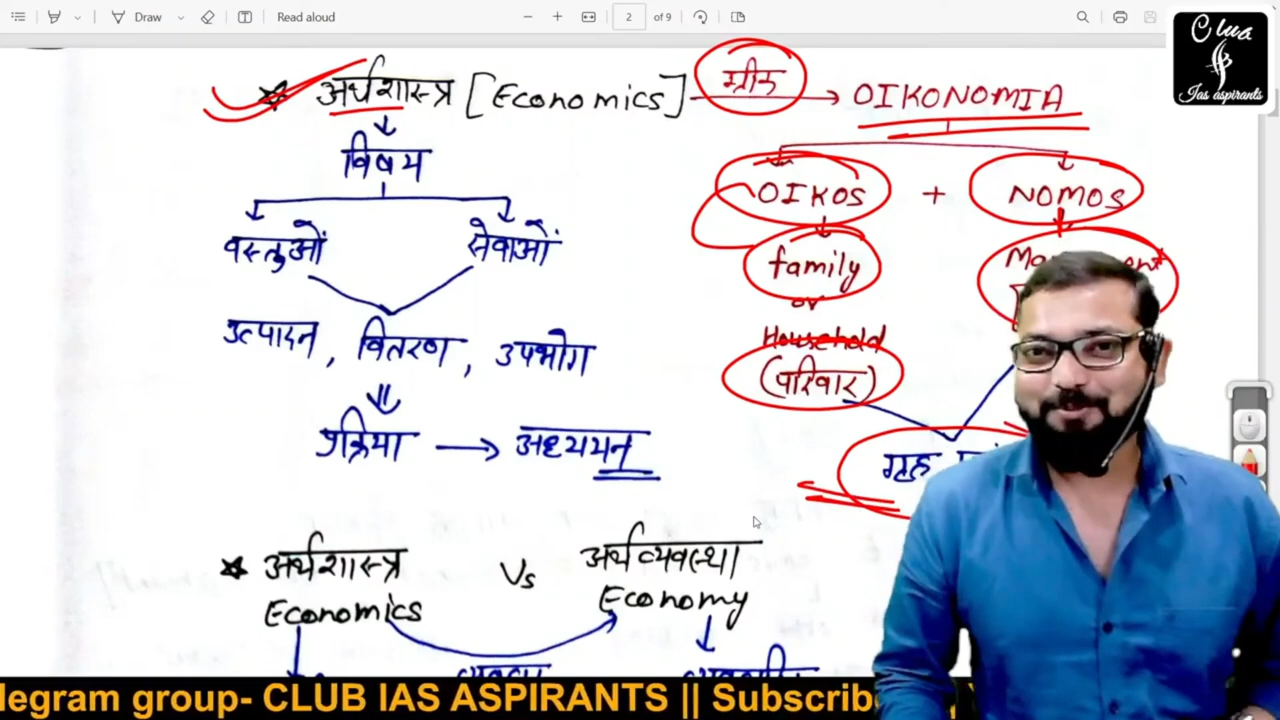 Draw
Read aloud
2 of 9
Clua
Ias aspirants
अर्थशास्त्र [Economics] ग्रीक → OIKONOMIA
विषय
OIKOS + NOMOS
वस्तुओं सेवाओं
family
or
Household
(परिवार)
उत्पादन, वितरण, उपभोग
प्रक्रिया → अध्ययन
गृह
अर्थशास्त्र Vs अर्थव्यवस्था
Economics Economy
legram group- CLUB IAS ASPIRANTS || Subscrib